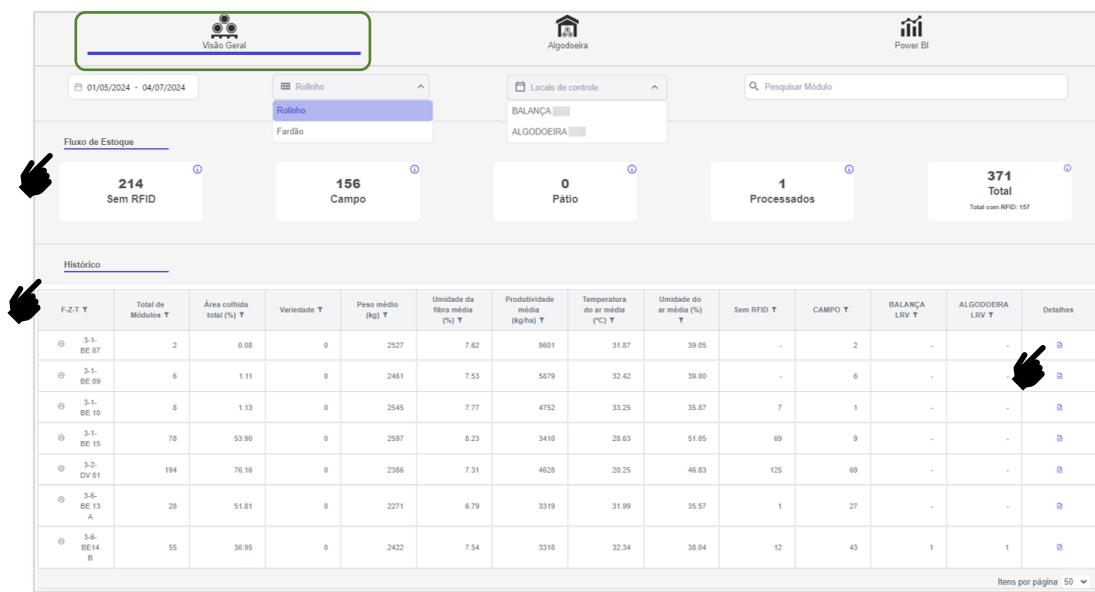 Visão Geral
Algodoeira
Power BI
01/05/2024 - 04/07/2024
Rolinho
Locais de controle
Pesquisar Módulo
Rolinho
BALANÇA
Fardão
ALGODOEIRA
Fluxo de Estoque
214
Sem RFID
156
Campo
0
Pátio
1
Processados
371
Total
Total com RFID: 157
Histórico
F-Z-T
Total de
Módulos
Área colhida
total (%)
Variedade
Peso médio
(kg)
Umidade da
fibra média
(%)
Produtividade
média
(kg/ha)
Temperatura
do ar média
(ºC)
Umidade do
ar média (%)
Sem RFID
CAMPO
BALANÇA
LRV
ALGODOEIRA
LRV
Detalhes
3-1-
BE 07
2 0.08 0 2527 7.62 9601 31.87 39.05 - 2 - -
3-1-
BE 09
6 1.11 0 2461 7.53 5879 32.42 39.00 - 6 - -
3-1-
BE 10
8 1.13 0 2545 7.77 4752 33.25 35.87 7 1 - -
3-1-
BE 15
78 53.90 0 2597 8.23 3410 28.63 51.05 69 9 - -
3-2-
DV 01
194 76.16 0 2386 7.31 4628 28.25 46.83 125 69 - -
3-6-
BE 13
A
28 51.81 0 2271 6.79 3319 31.99 35.57 1 27 - -
3-6-
BE14
B
55 30.95 0 2422 7.54 3318 32.34 38.04 12 43 1 1
Itens por página 50